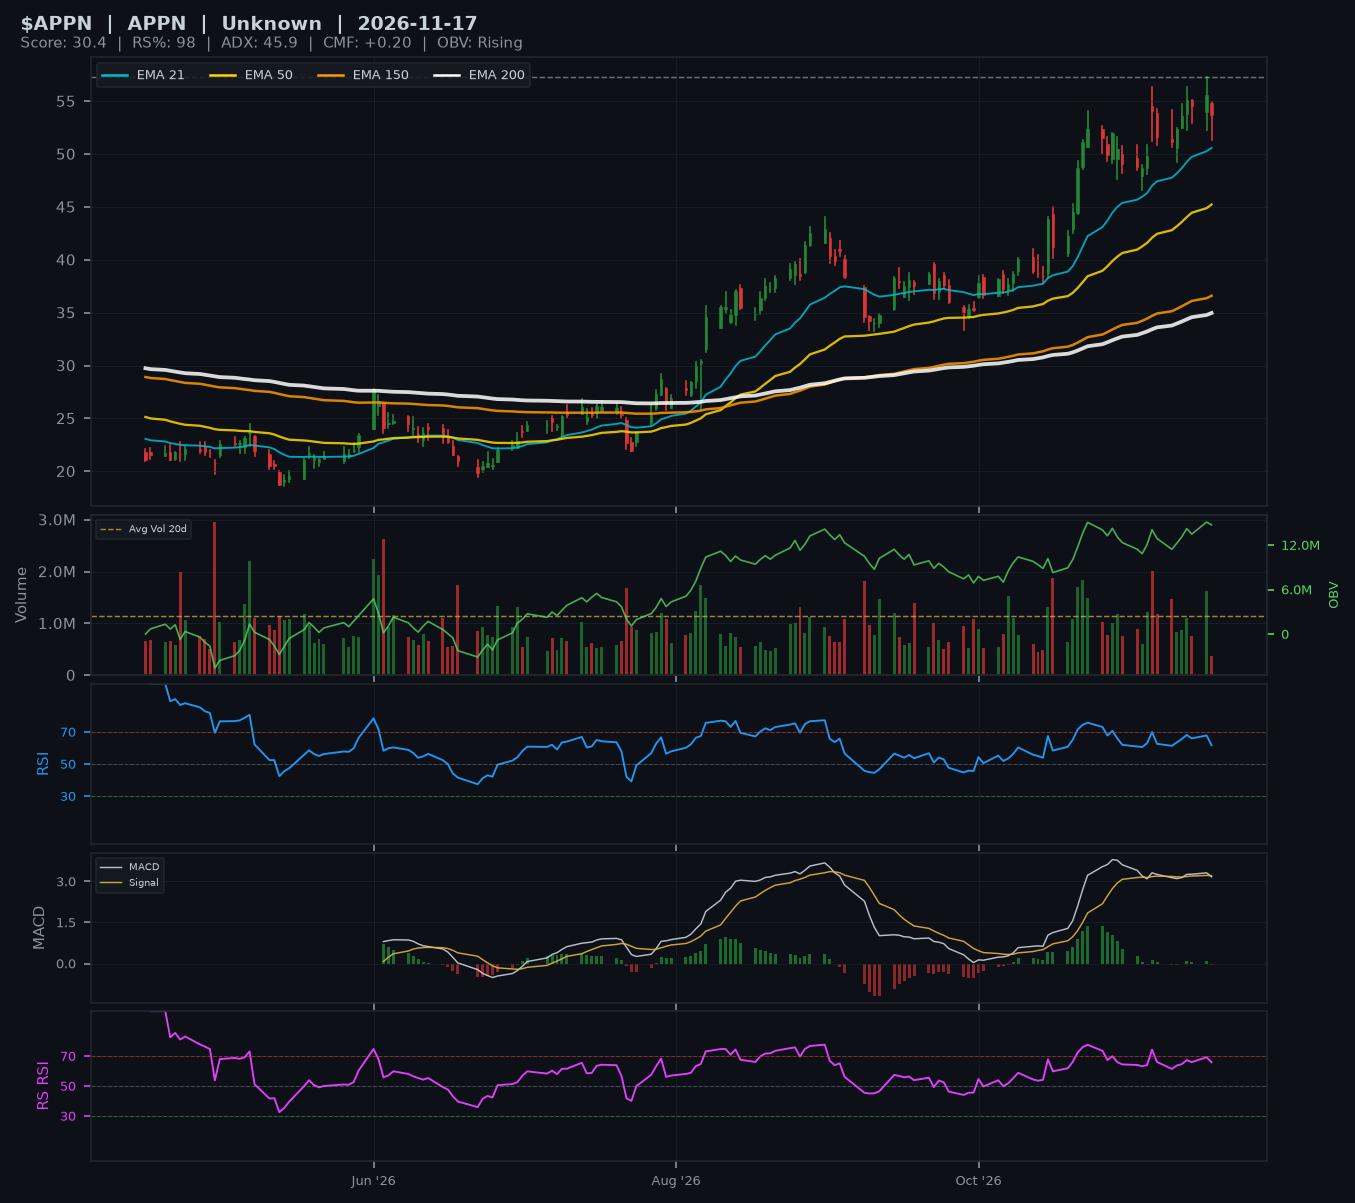 $APPN | APPN | Unknown | 2026-11-17
Score: 30.4 | RS%: 98 | ADX: 45.9 | CMF: +0.20 | OBV: Rising
EMA 21 EMA 50 EMA 150 EMA 200
55
50
45
40
35
30
25
20
3.0M
2.0M
1.0M
0
Volume
Avg Vol 20d
12.0M
6.0M
0
OBV
70
50
30
RSI
MACD
Signal
3.0
1.5
0.0
MACD
70
50
30
RS RSI
Jun '26 Aug '26 Oct '26